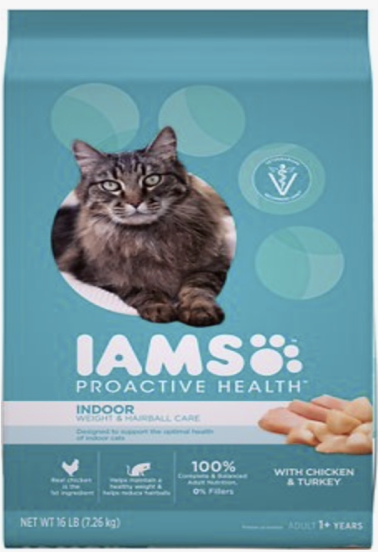 IAMS
PROACTIVE HEALTH™
INDOOR
WEIGHT & HAIRBALL CARE
Designed to support the optimal health
of indoor cats
Real chicken
is the
1st ingredient
Helps maintain a
healthy weight &
helps reduce hairballs
100%
Complete & Balanced
Adult Nutrition.
0% Fillers
WITH CHICKEN
& TURKEY
NET WT 16 LB (7.26 kg)
ADULT 1+ YEARS